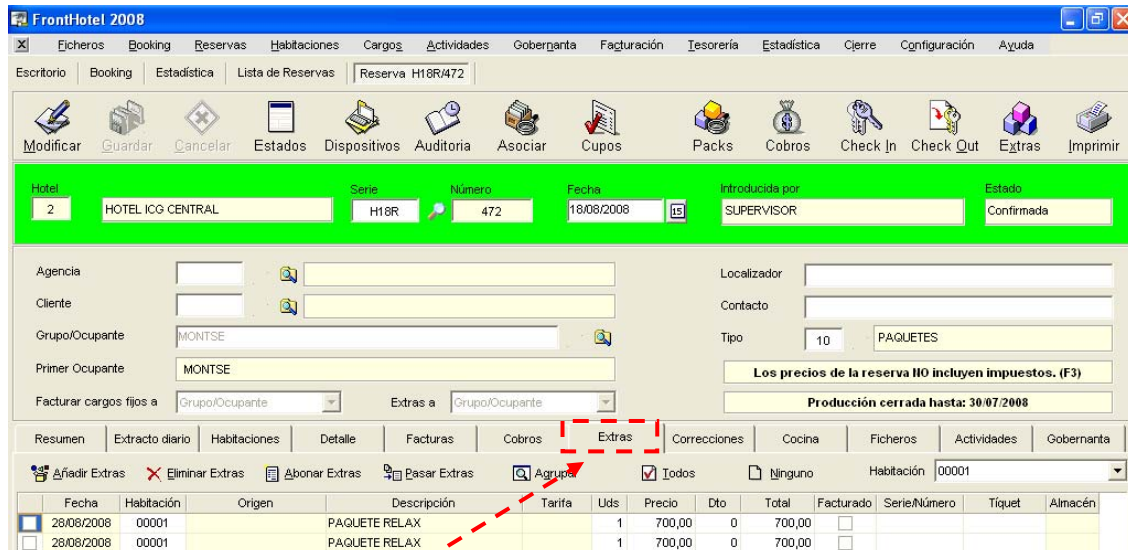 FrontHotel 2008
Ficheros Booking Reservas Habitaciones Cargos Actividades Gobernanta Facturación Tesorería Estadística Cierre Configuración Ayuda
Escritorio Booking Estadística Lista de Reservas Reserva H18R/472
Modificar Guardar Cancelar Estados Dispositivos Auditoria Asociar Cupos Packs Cobros Check In Check Out Extras Imprimir
Hotel Serie Número Fecha Introducida por Estado
2 HOTEL ICG CENTRAL H18R 472 18/08/2008 15 SUPERVISOR Confirmada
Agencia Localizador
Cliente Contacto
Grupo/Ocupante MONTSE Tipo 10 PAQUETES
Primer Ocupante MONTSE Los precios de la reserva NO incluyen impuestos. (F3)
Facturar cargos fijos a Grupo/Ocupante Extras a Grupo/Ocupante Producción cerrada hasta: 30/07/2008
Resumen Extracto diario Habitaciones Detalle Facturas Cobros Extras Correcciones Cocina Ficheros Actividades Gobernanta
Añadir Extras Eliminar Extras Abonar Extras Pasar Extras Agrupar Todos Ninguno Habitación 00001
Fecha Habitación Origen Descripción Tarifa Uds Precio Dto Total Facturado Serie/Número Tíquet Almacén
28/08/2008 00001 PAQUETE RELAX 1 700,00 0 700,00
28/08/2008 00001 PAQUETE RELAX 1 700,00 0 700,00